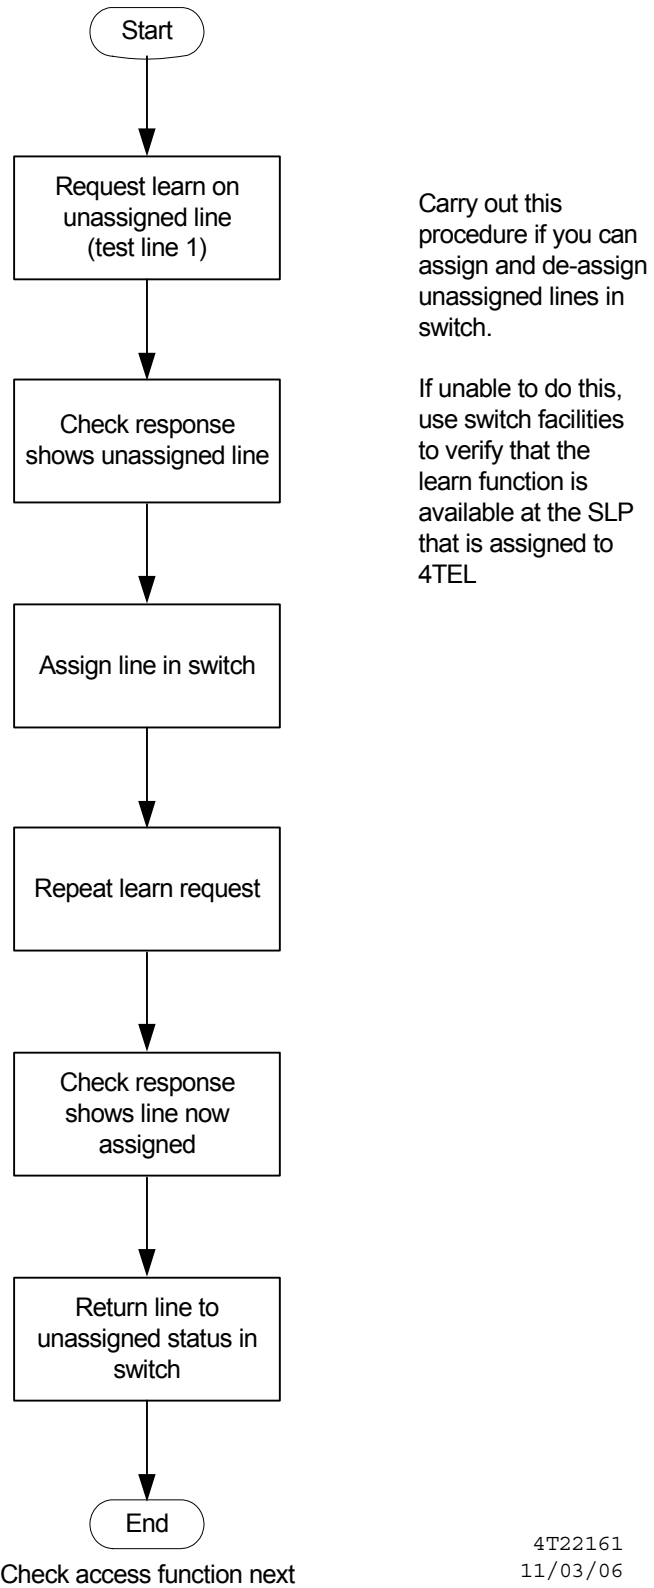 Start
Request learn on
unassigned line
(test line 1)
Check response
shows unassigned line
Assign line in switch
Repeat learn request
Check response
shows line now
assigned
Return line to
unassigned status in
switch
End
Check access function next
Carry out this
procedure if you can
assign and de-assign
unassigned lines in
switch.
If unable to do this,
use switch facilities
to verify that the
learn function is
available at the SLP
that is assigned to
4TEL
4T22161
11/03/06